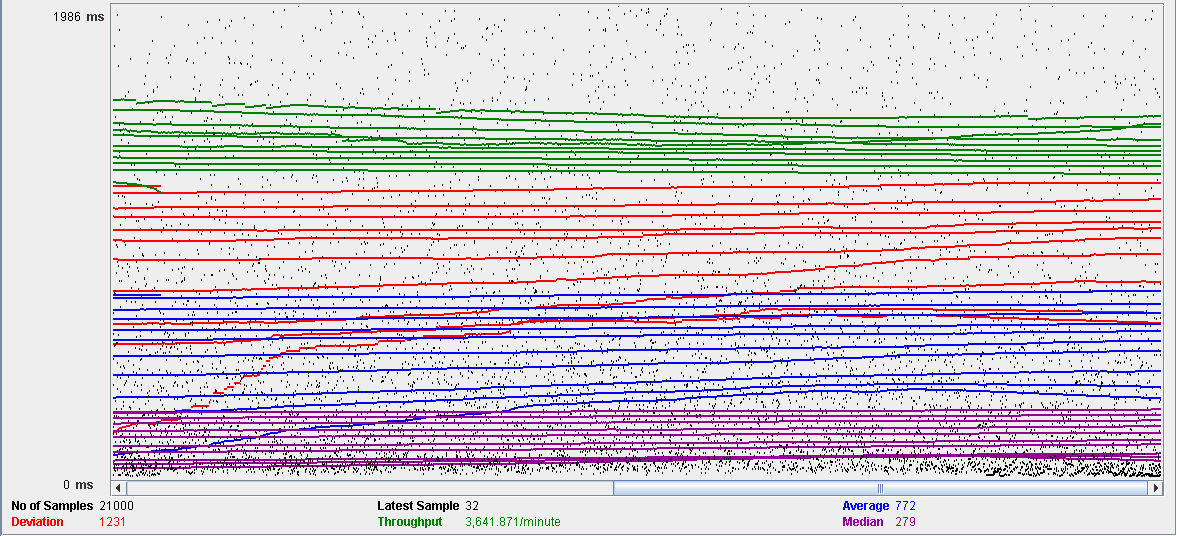 1986 ms
0 ms
No of Samples 21000 Latest Sample 32 Average 772
Deviation 1231 Throughput 3,641.871/minute Median 279